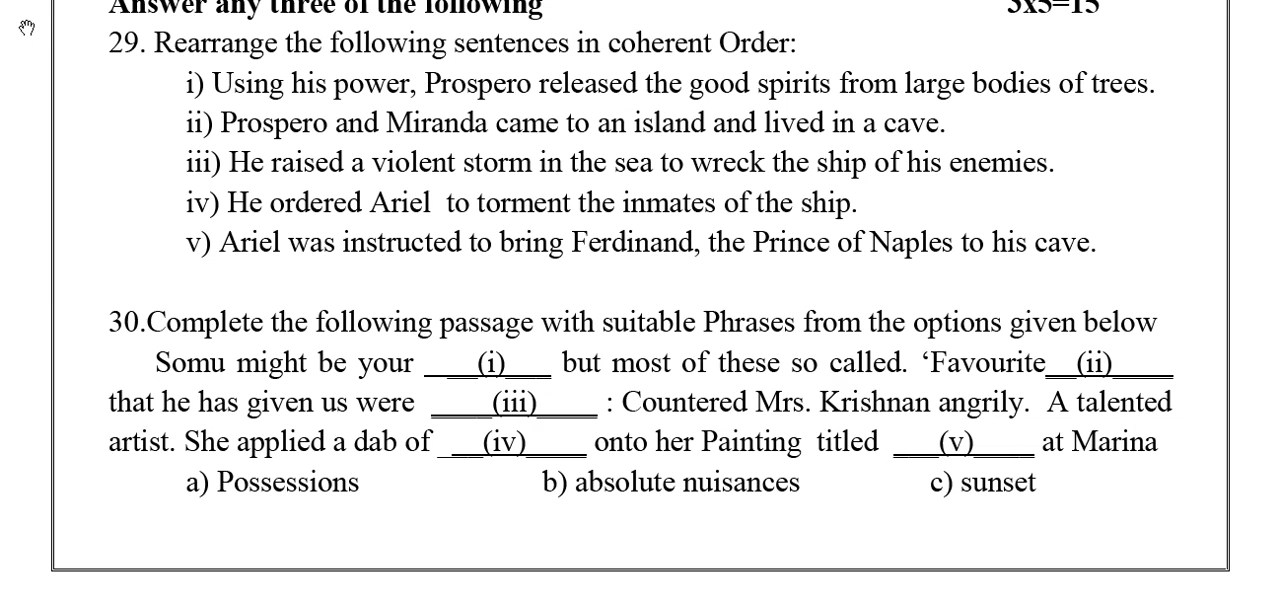 Answer any three of the following 3x5=15
29. Rearrange the following sentences in coherent Order:
i) Using his power, Prospero released the good spirits from large bodies of trees.
ii) Prospero and Miranda came to an island and lived in a cave.
iii) He raised a violent storm in the sea to wreck the ship of his enemies.
iv) He ordered Ariel to torment the inmates of the ship.
v) Ariel was instructed to bring Ferdinand, the Prince of Naples to his cave.
30.Complete the following passage with suitable Phrases from the options given below
Somu might be your ____(i)___ but most of these so called. ‘Favourite__(ii)____
that he has given us were ____(iii)____ : Countered Mrs. Krishnan angrily. A talented
artist. She applied a dab of ___(iv)____ onto her Painting titled ___(v)____ at Marina
a) Possessions b) absolute nuisances c) sunset